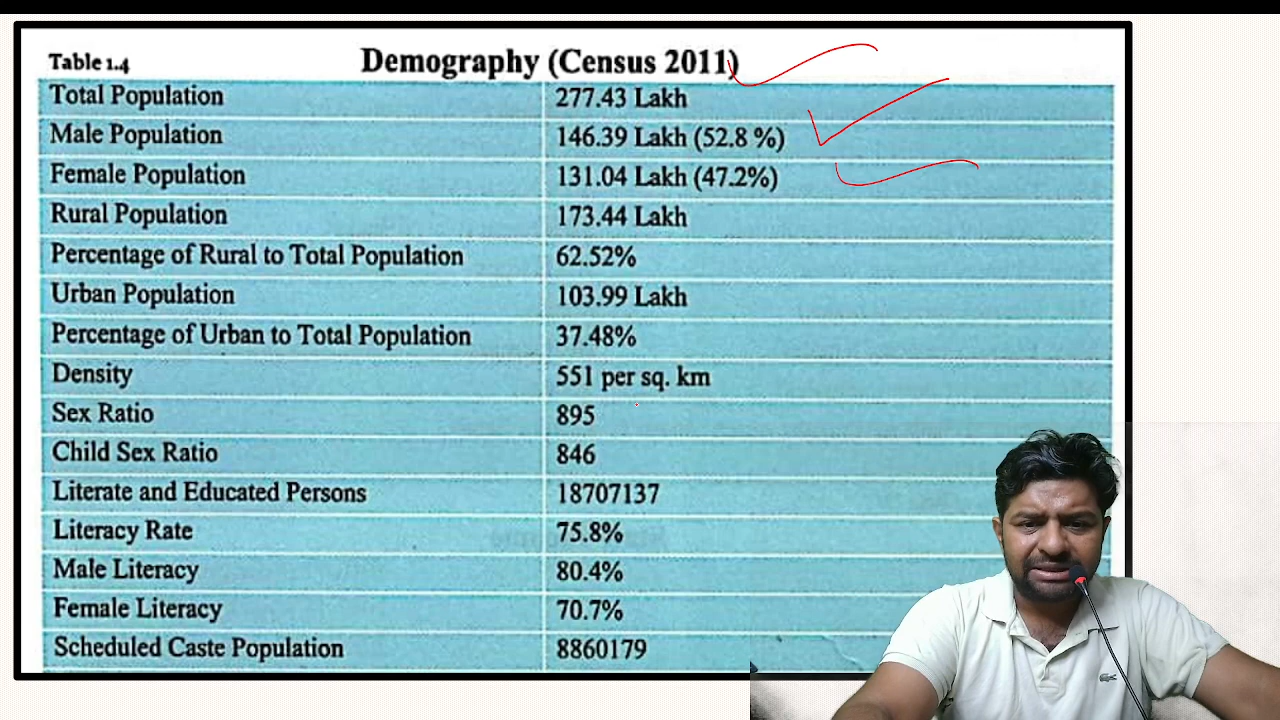 Table 1.4 Demography (Census 2011)
Total Population 277.43 Lakh
Male Population 146.39 Lakh (52.8 %)
Female Population 131.04 Lakh (47.2%)
Rural Population 173.44 Lakh
Percentage of Rural to Total Population 62.52%
Urban Population 103.99 Lakh
Percentage of Urban to Total Population 37.48%
Density 551 per sq. km
Sex Ratio 895
Child Sex Ratio 846
Literate and Educated Persons 18707137
Literacy Rate 75.8%
Male Literacy 80.4%
Female Literacy 70.7%
Scheduled Caste Population 8860179